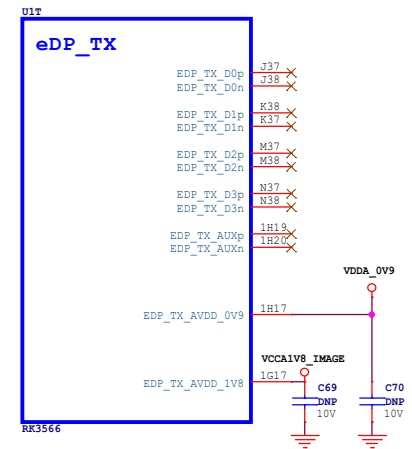 U1T
eDP_TX
EDP_TX_D0p J37
EDP_TX_D0n J38
EDP_TX_D1p K38
EDP_TX_D1n K37
EDP_TX_D2p M37
EDP_TX_D2n M38
EDP_TX_D3p N37
EDP_TX_D3n N38
EDP_TX_AUXp 1H19
EDP_TX_AUXn 1H20
VDDA_0V9
EDP_TX_AVDD_0V9 1H17
VCCA1V8_IMAGE
EDP_TX_AVDD_1V8 1G17
C69 C70
DNP DNP
10V 10V
RK3566